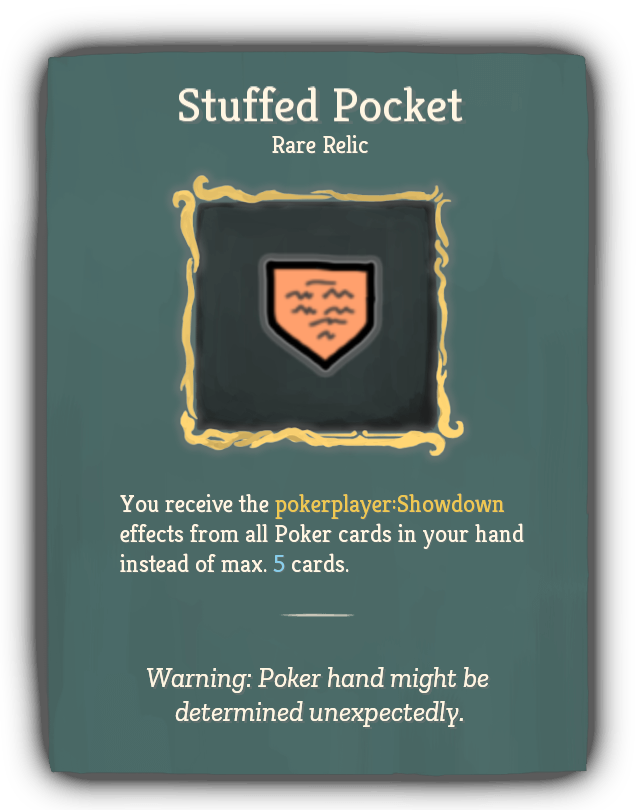 Stuffed Pocket
Rare Relic
You receive the pokerplayer:Showdown
effects from all Poker cards in your hand
instead of max. 5 cards.
Warning: Poker hand might be
determined unexpectedly.